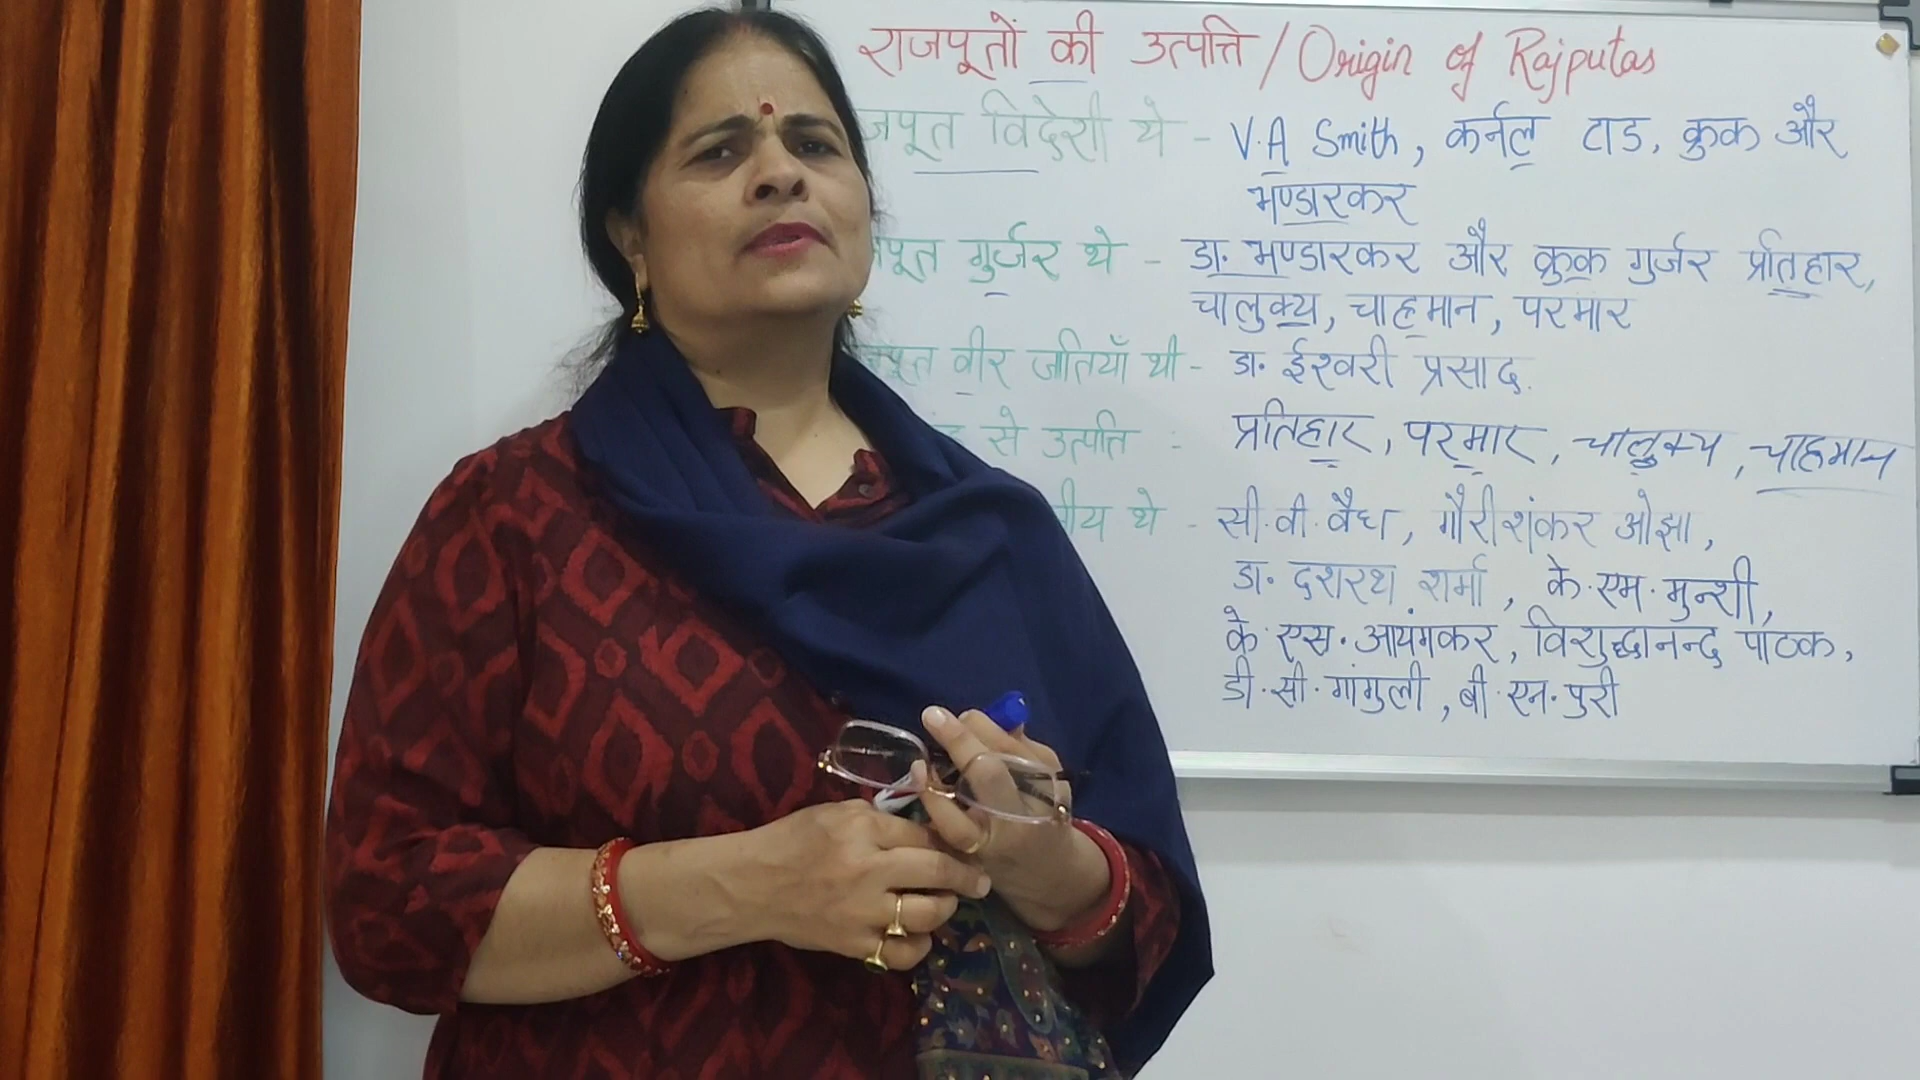 राजपूतों की उत्पत्ति / Origin of Rajputas
जपूत विदेशी थे - V.A Smith, कर्नल टाड, क्रुक और
भण्डारकर
जपूत गुर्जर थे - डा. भण्डारकर और क्रुक गुर्जर प्रतिहार,
चालुक्य, चाहमान, परमार
जपूत वीर जातियाँ थी - डा. ईश्वरी प्रसाद.
से उत्पत्ति : प्रतिहार, परमार, चालुक्य, चाहमान
तीय थे - सी.वी. वैध, गौरीशंकर ओझा,
डा. दशरथ शर्मा, के.एम. मुन्शी,
के.एस. आयंगकर, विशुद्धानन्द पाठक,
डी.सी. गांगुली, बी.एन. पुरी